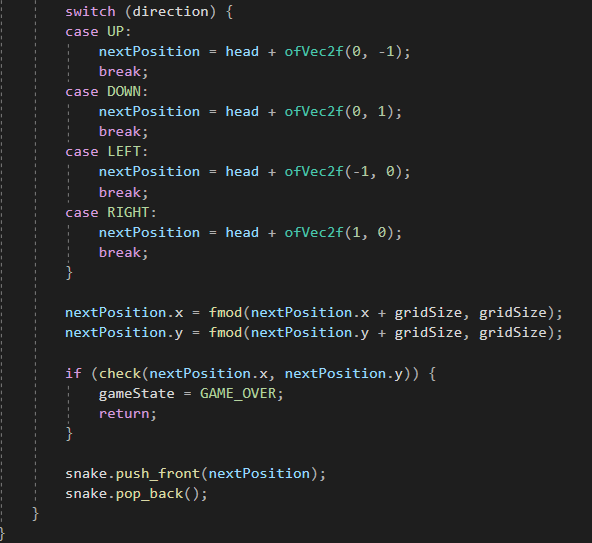 switch (direction) {
case UP:
nextPosition = head + ofVec2f(0, -1);
break;
case DOWN:
nextPosition = head + ofVec2f(0, 1);
break;
case LEFT:
nextPosition = head + ofVec2f(-1, 0);
break;
case RIGHT:
nextPosition = head + ofVec2f(1, 0);
break;
}
nextPosition.x = fmod(nextPosition.x + gridSize, gridSize);
nextPosition.y = fmod(nextPosition.y + gridSize, gridSize);
if (check(nextPosition.x, nextPosition.y)) {
gameState = GAME_OVER;
return;
}
snake.push_front(nextPosition);
snake.pop_back();
}
}